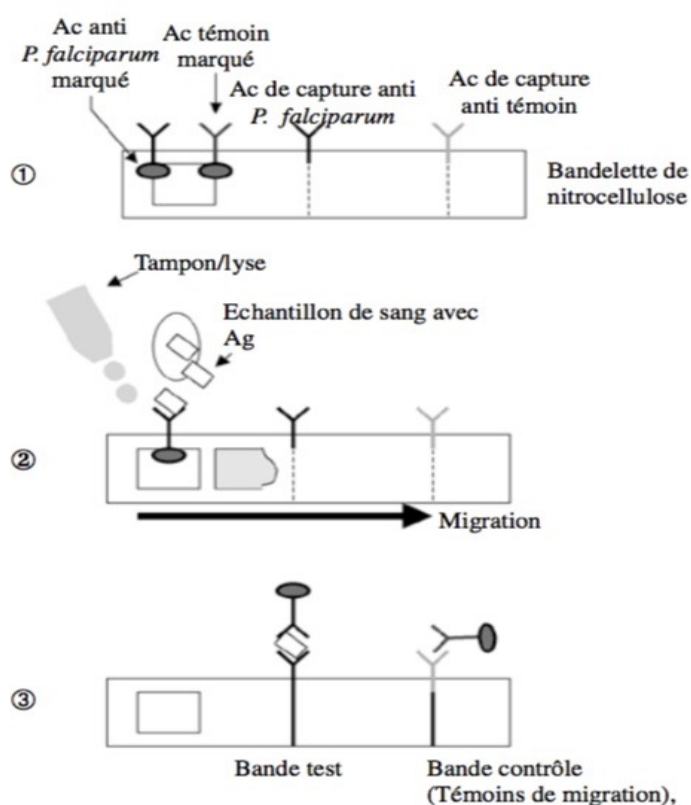 Ac anti
P. falciparum
marqué
Ac témoin
marqué
Ac de capture anti
P. falciparum
Ac de capture
anti témoin
①
Bandelette de
nitrocellulose
Tampon/lyse
Echantillon de sang avec
Ag
②
Migration
③
Bande test
Bande contrôle
(Témoins de migration),